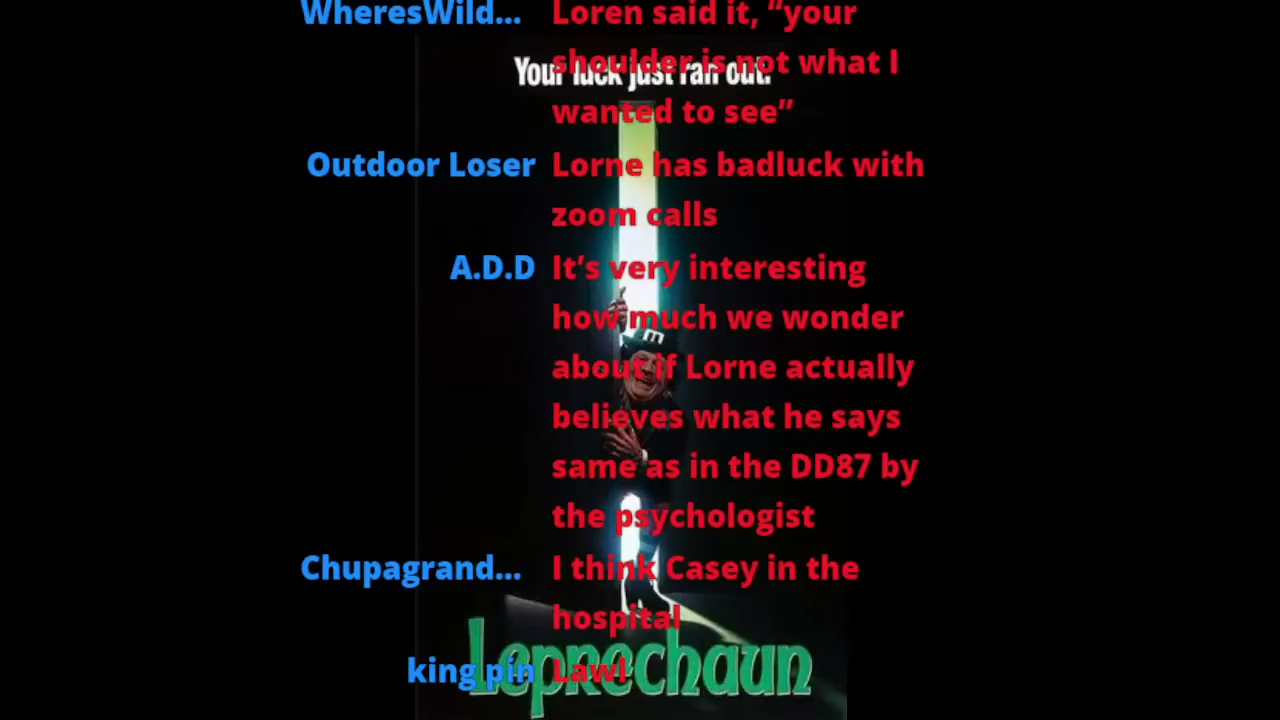 WheresWild... Loren said it, “your
shoulder is not what I
Your luck just ran out.
wanted to see”
Outdoor Loser Lorne has badluck with
zoom calls
A.D.D It’s very interesting
how much we wonder
about if Lorne actually
believes what he says
same as in the DD87 by
the psychologist
Chupagrand... I think Casey in the
hospital
king pin Lawl
Leprechaun